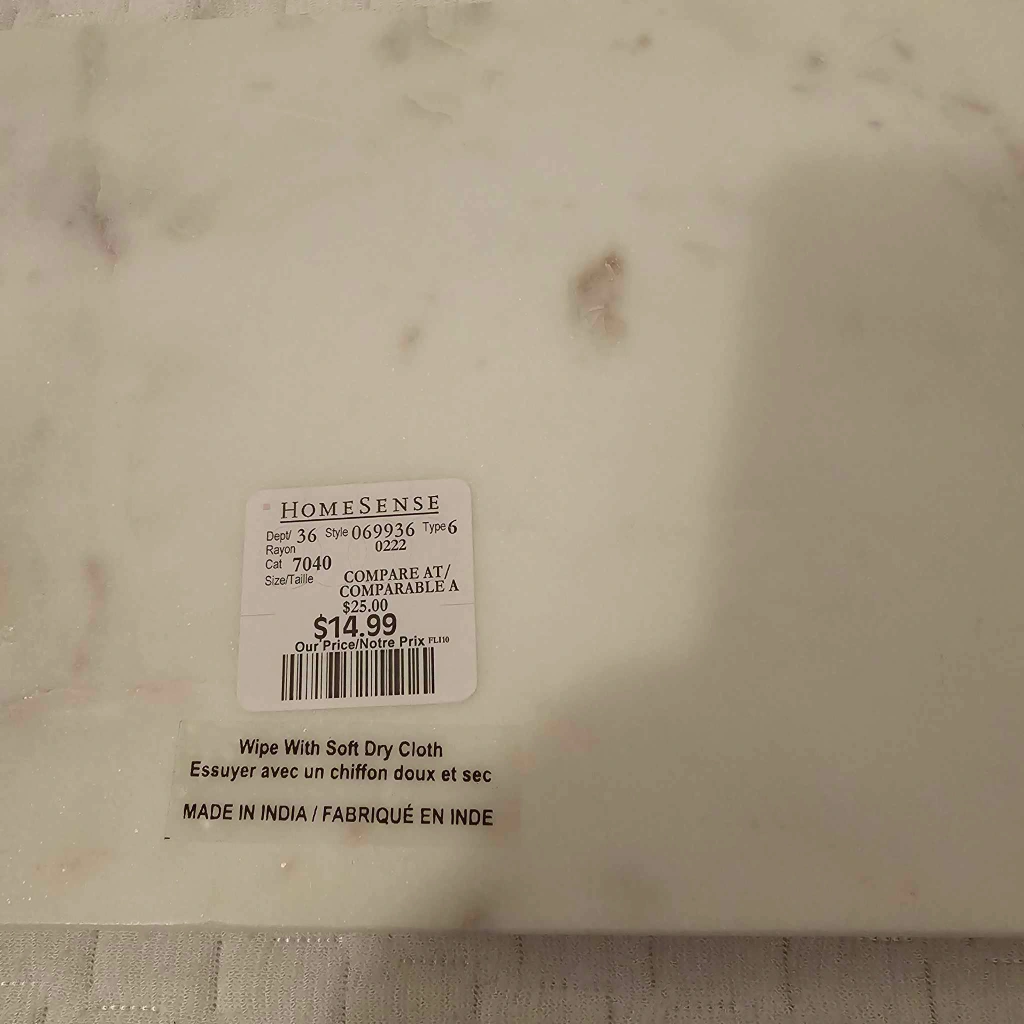 HOMESENSE
Dept/ 36 Style 069936 Type 6
Rayon 0222
Cat 7040
Size/Taille COMPARE AT/
COMPARABLE A
$25.00
$14.99
Our Price/Notre Prix FL110
Wipe With Soft Dry Cloth
Essuyer avec un chiffon doux et sec
MADE IN INDIA / FABRIQUÉ EN INDE